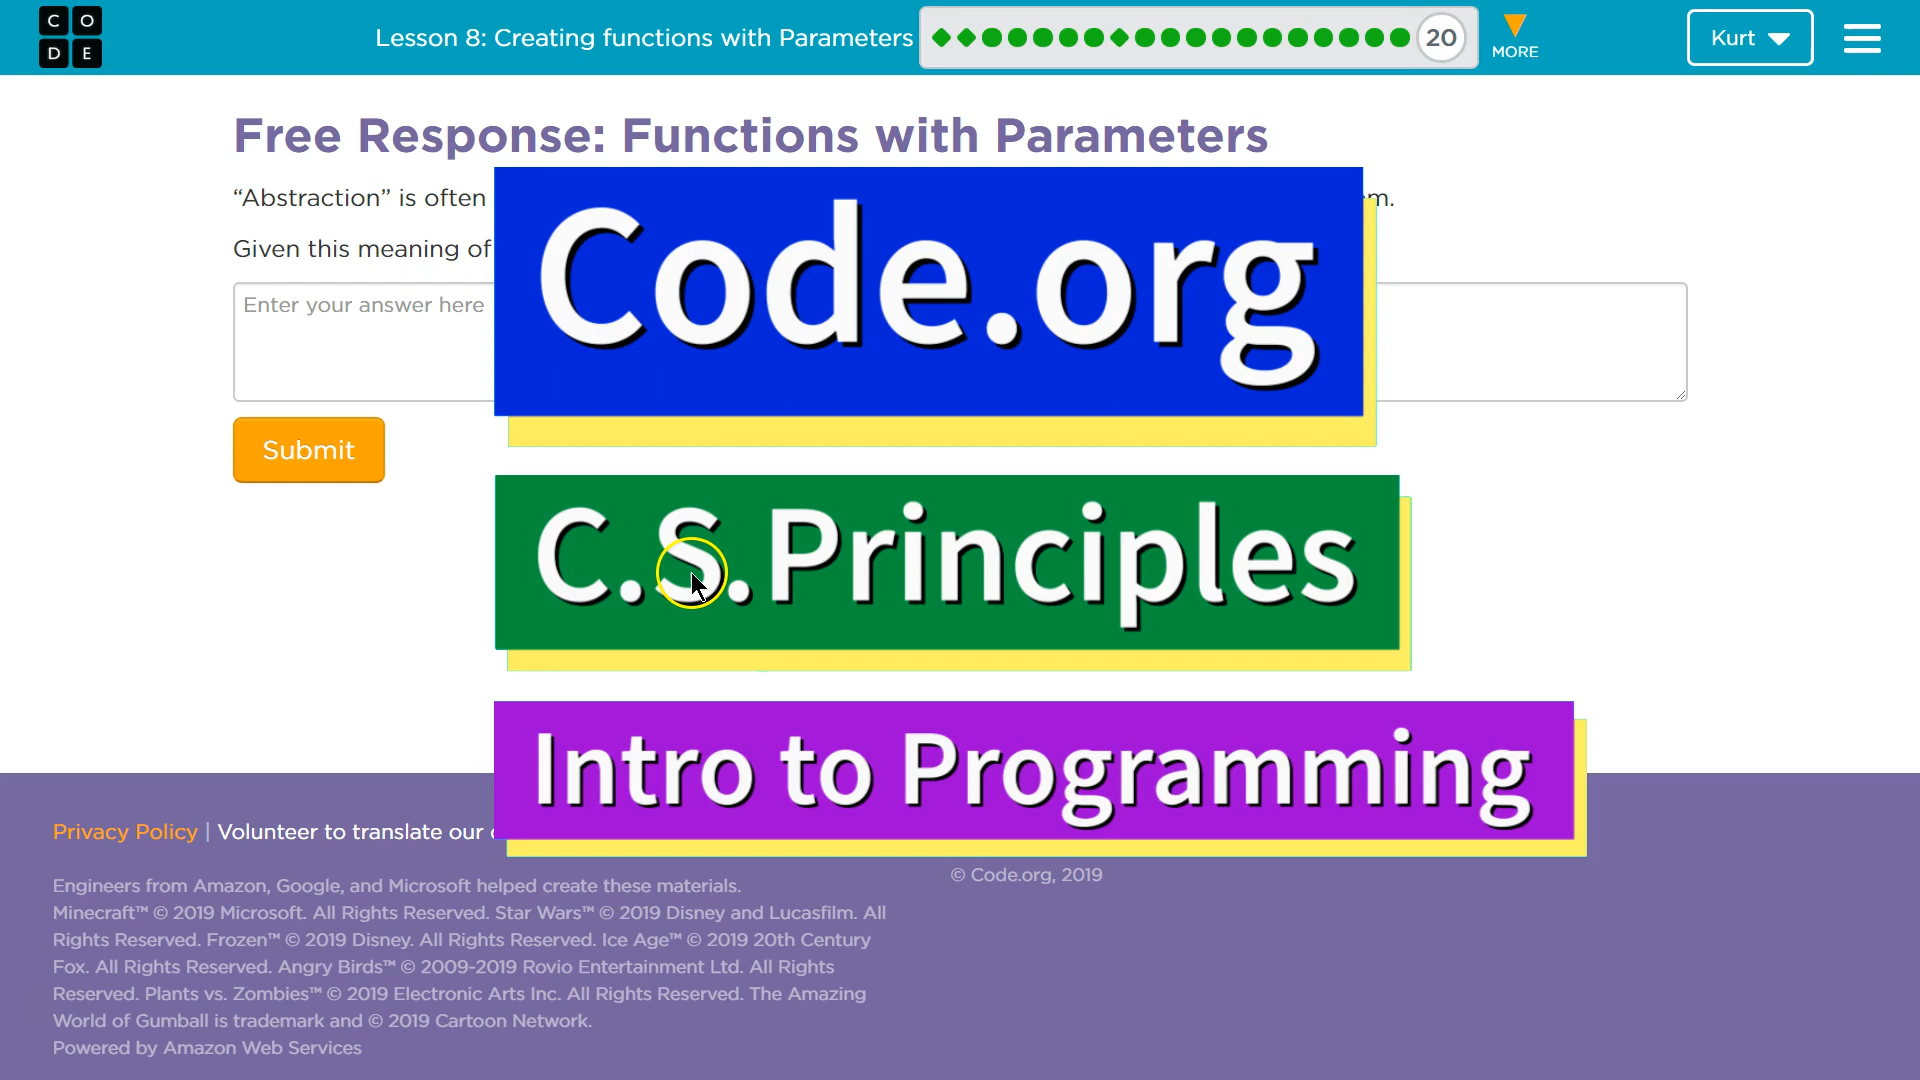 C O
D E
Lesson 8: Creating functions with Parameters
20
MORE
Kurt
Free Response: Functions with Parameters
“Abstraction” is often
m.
Given this meaning of
Enter your answer here
Submit
Code.org
C.S.Principles
Intro to Programming
Privacy Policy | Volunteer to translate our
© Code.org, 2019
Engineers from Amazon, Google, and Microsoft helped create these materials.
Minecraft™ © 2019 Microsoft. All Rights Reserved. Star Wars™ © 2019 Disney and Lucasfilm. All
Rights Reserved. Frozen™ © 2019 Disney. All Rights Reserved. Ice Age™ © 2019 20th Century
Fox. All Rights Reserved. Angry Birds™ © 2009-2019 Rovio Entertainment Ltd. All Rights
Reserved. Plants vs. Zombies™ © 2019 Electronic Arts Inc. All Rights Reserved. The Amazing
World of Gumball is trademark and © 2019 Cartoon Network.
Powered by Amazon Web Services